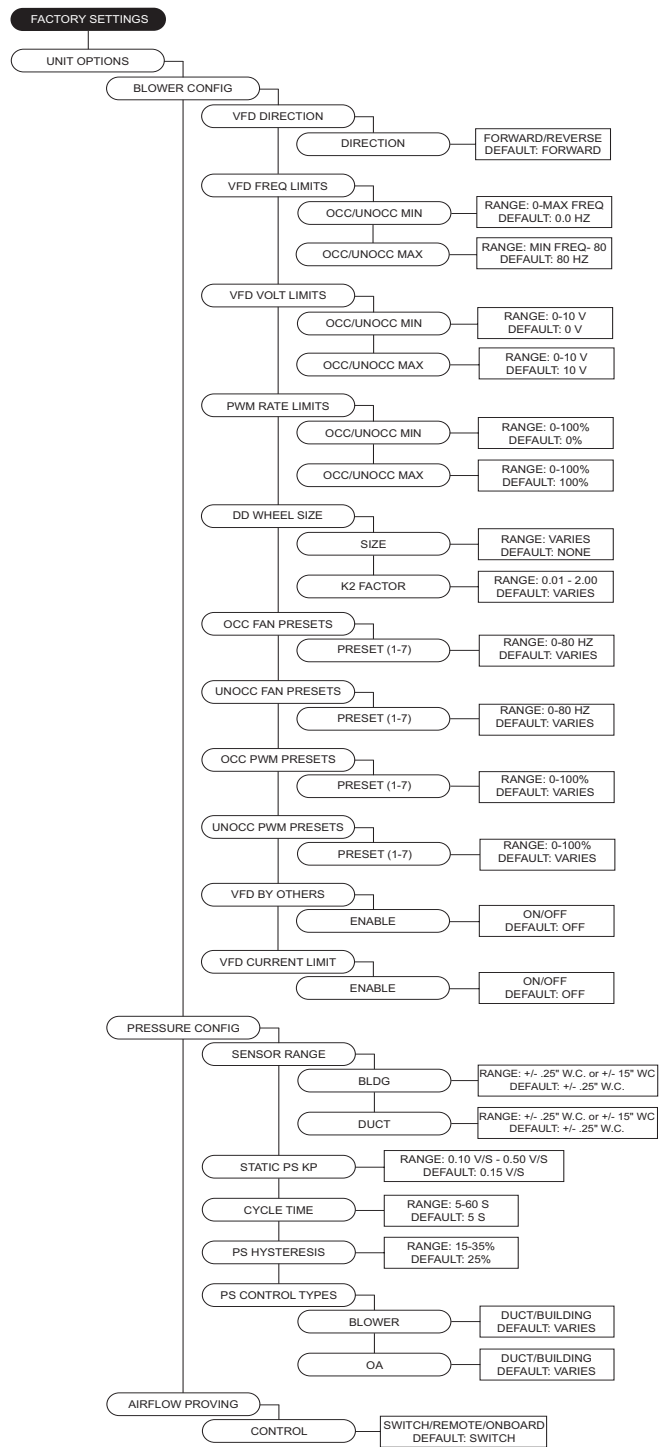 FACTORY SETTINGS
UNIT OPTIONS
BLOWER CONFIG
VFD DIRECTION
DIRECTION
FORWARD/REVERSE
DEFAULT: FORWARD
VFD FREQ LIMITS
OCC/UNOCC MIN
RANGE: 0-MAX FREQ
DEFAULT: 0.0 HZ
OCC/UNOCC MAX
RANGE: MIN FREQ- 80
DEFAULT: 80 HZ
VFD VOLT LIMITS
OCC/UNOCC MIN
RANGE: 0-10 V
DEFAULT: 0 V
OCC/UNOCC MAX
RANGE: 0-10 V
DEFAULT: 10 V
PWM RATE LIMITS
OCC/UNOCC MIN
RANGE: 0-100%
DEFAULT: 0%
OCC/UNOCC MAX
RANGE: 0-100%
DEFAULT: 100%
DD WHEEL SIZE
SIZE
RANGE: VARIES
DEFAULT: NONE
K2 FACTOR
RANGE: 0.01 - 2.00
DEFAULT: VARIES
OCC FAN PRESETS
PRESET (1-7)
RANGE: 0-80 HZ
DEFAULT: VARIES
UNOCC FAN PRESETS
PRESET (1-7)
RANGE: 0-80 HZ
DEFAULT: VARIES
OCC PWM PRESETS
PRESET (1-7)
RANGE: 0-100%
DEFAULT: VARIES
UNOCC PWM PRESETS
PRESET (1-7)
RANGE: 0-100%
DEFAULT: VARIES
VFD BY OTHERS
ENABLE
ON/OFF
DEFAULT: OFF
VFD CURRENT LIMIT
ENABLE
ON/OFF
DEFAULT: OFF
PRESSURE CONFIG
SENSOR RANGE
BLDG
RANGE: +/- .25" W.C. or +/- 15" WC
DEFAULT: +/- .25" W.C.
DUCT
RANGE: +/- .25" W.C. or +/- 15" WC
DEFAULT: +/- .25" W.C.
STATIC PS KP
RANGE: 0.10 V/S - 0.50 V/S
DEFAULT: 0.15 V/S
CYCLE TIME
RANGE: 5-60 S
DEFAULT: 5 S
PS HYSTERESIS
RANGE: 15-35%
DEFAULT: 25%
PS CONTROL TYPES
BLOWER
DUCT/BUILDING
DEFAULT: VARIES
OA
DUCT/BUILDING
DEFAULT: VARIES
AIRFLOW PROVING
CONTROL
SWITCH/REMOTE/ONBOARD
DEFAULT: SWITCH